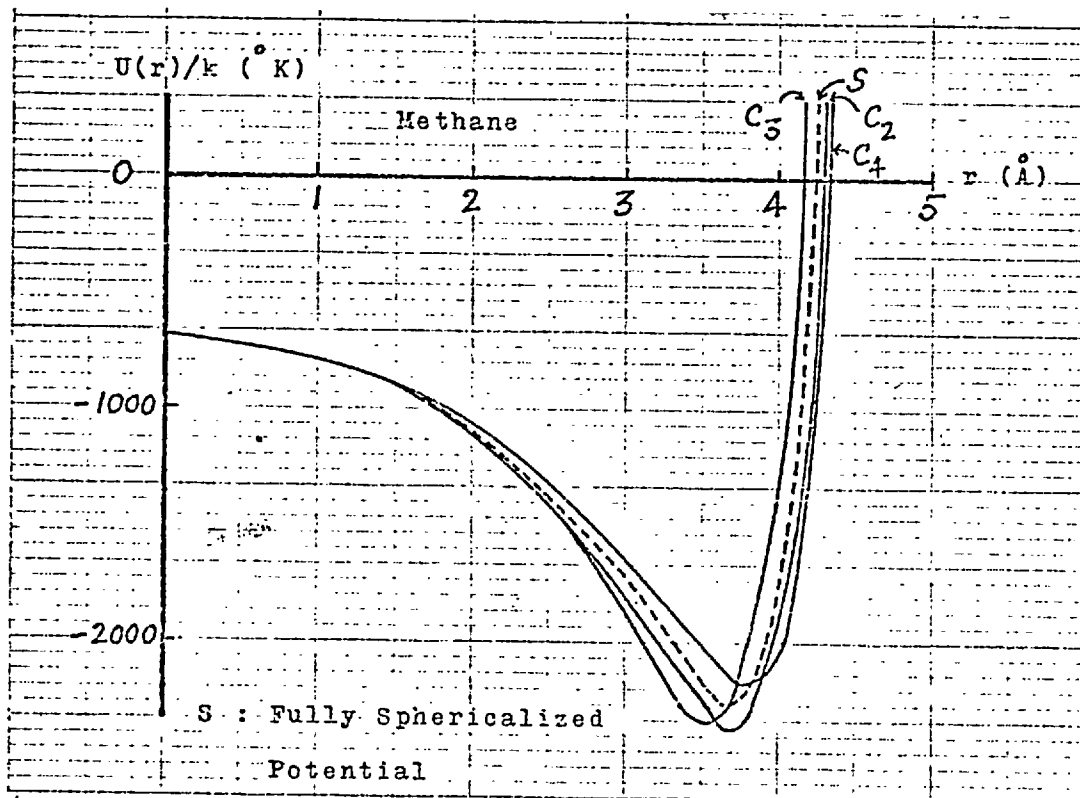 U(r)/k (°K)
Methane
S
C3
C2
C4
0
r (Å)
1
2
3
4
5
-1000
-2000
S : Fully Sphericalized
Potential